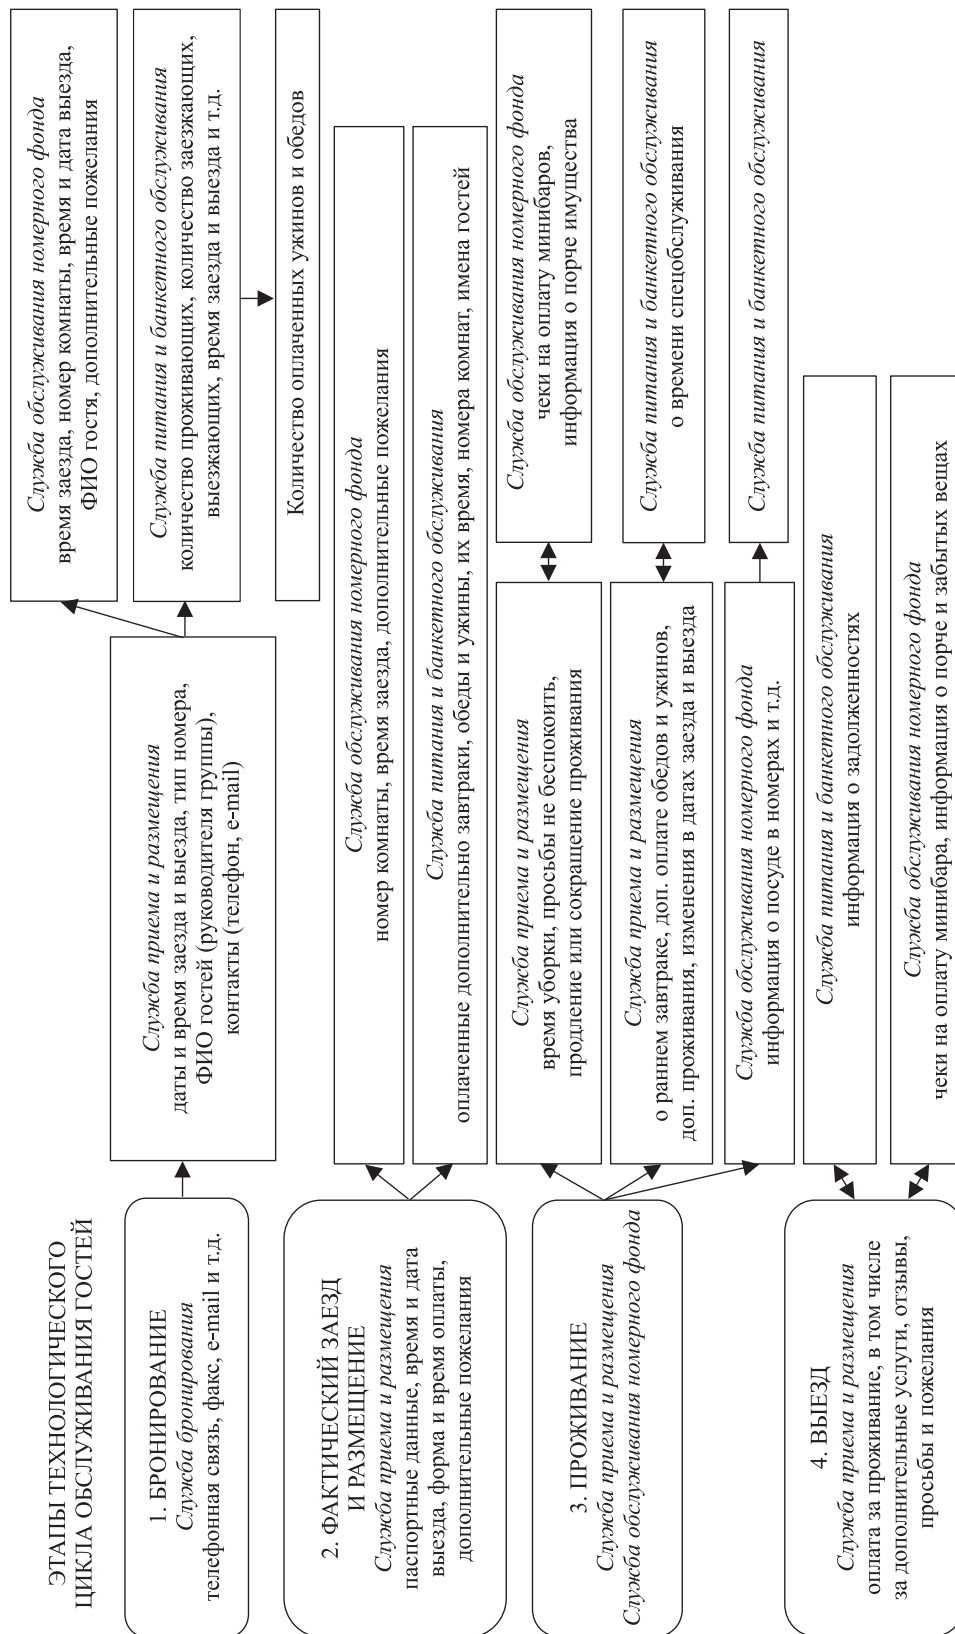 ЭТАПЫ ТЕХНОЛОГИЧЕСКОГО
ЦИКЛА ОБСЛУЖИВАНИЯ ГОСТЕЙ
1. БРОНИРОВАНИЕ
Служба бронирования
телефонная связь, факс, e-mail и т.д.
Служба приема и размещения
даты и время заезда и выезда, тип номера,
ФИО гостей (руководителя группы),
контакты (телефон, e-mail)
Служба обслуживания номерного фонда
время заезда, номер комнаты, время и дата выезда,
ФИО гостя, дополнительные пожелания
Служба питания и банкетного обслуживания
количество проживающих, количество заезжающих,
выезжающих, время заезда и выезда и т.д.
Количество оплаченных ужинов и обедов
2. ФАКТИЧЕСКИЙ ЗАЕЗД
И РАЗМЕЩЕНИЕ
Служба приема и размещения
паспортные данные, время и дата
выезда, форма и время оплаты,
дополнительные пожелания
Служба обслуживания номерного фонда
номер комнаты, время заезда, дополнительные пожелания
Служба питания и банкетного обслуживания
оплаченные дополнительно завтраки, обеды и ужины, их время, номера комнат, имена гостей
3. ПРОЖИВАНИЕ
Служба приема и размещения
Служба обслуживания номерного фонда
Служба приема и размещения
время уборки, просьбы не беспокоить,
продление или сокращение проживания
Служба обслуживания номерного фонда
чеки на оплату минибаров,
информация о порче имущества
Служба приема и размещения
о раннем завтраке, доп. оплате обедов и ужинов,
доп. проживания, изменения в датах заезда и выезда
Служба питания и банкетного обслуживания
о времени спецобслуживания
Служба обслуживания номерного фонда
информация о посуде в номерах и т.д.
Служба питания и банкетного обслуживания
4. ВЫЕЗД
Служба приема и размещения
оплата за проживание, в том числе
за дополнительные услуги, отзывы,
просьбы и пожелания
Служба питания и банкетного обслуживания
информация о задолженностях
Служба обслуживания номерного фонда
чеки на оплату минибара, информация о порче и забытых вещах